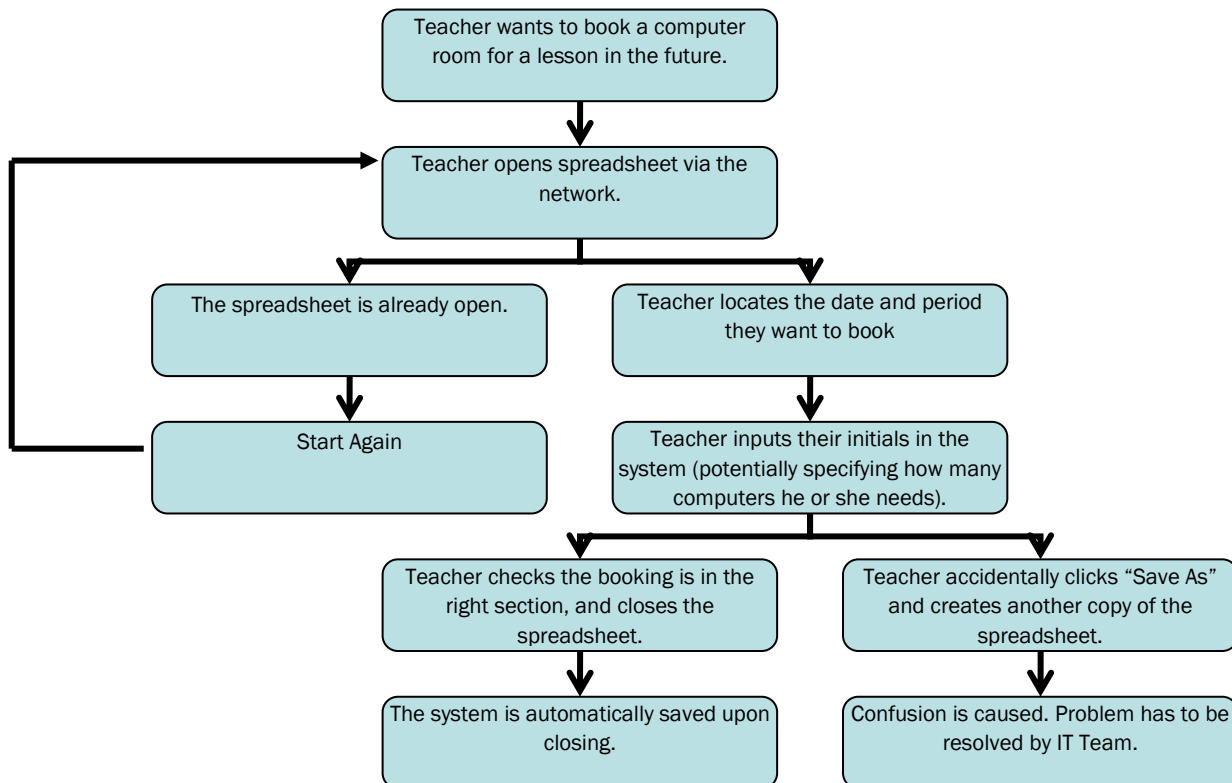 Teacher wants to book a computer
room for a lesson in the future.
Teacher opens spreadsheet via the
network.
The spreadsheet is already open.
Teacher locates the date and period
they want to book
Start Again
Teacher inputs their initials in the
system (potentially specifying how many
computers he or she needs).
Teacher checks the booking is in the
right section, and closes the
spreadsheet.
Teacher accidentally clicks “Save As”
and creates another copy of the
spreadsheet.
The system is automatically saved upon
closing.
Confusion is caused. Problem has to be
resolved by IT Team.